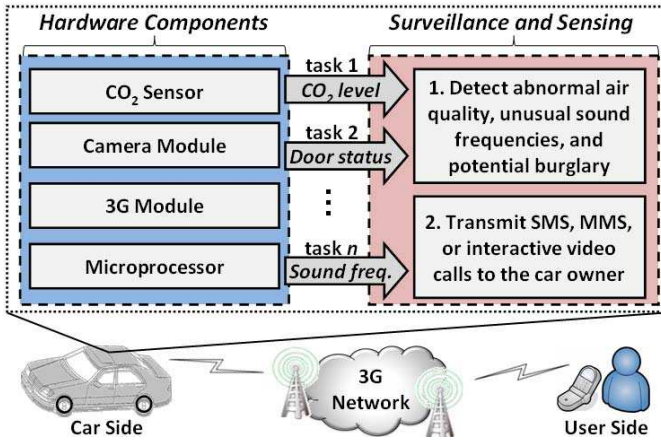 Hardware Components
Surveillance and Sensing
CO₂ Sensor
Camera Module
3G Module
Microprocessor
task 1
CO₂ level
task 2
Door status
task n
Sound freq.
1. Detect abnormal air
quality, unusual sound
frequencies, and
potential burglary
2. Transmit SMS, MMS,
or interactive video
calls to the car owner
Car Side
3G
Network
User Side